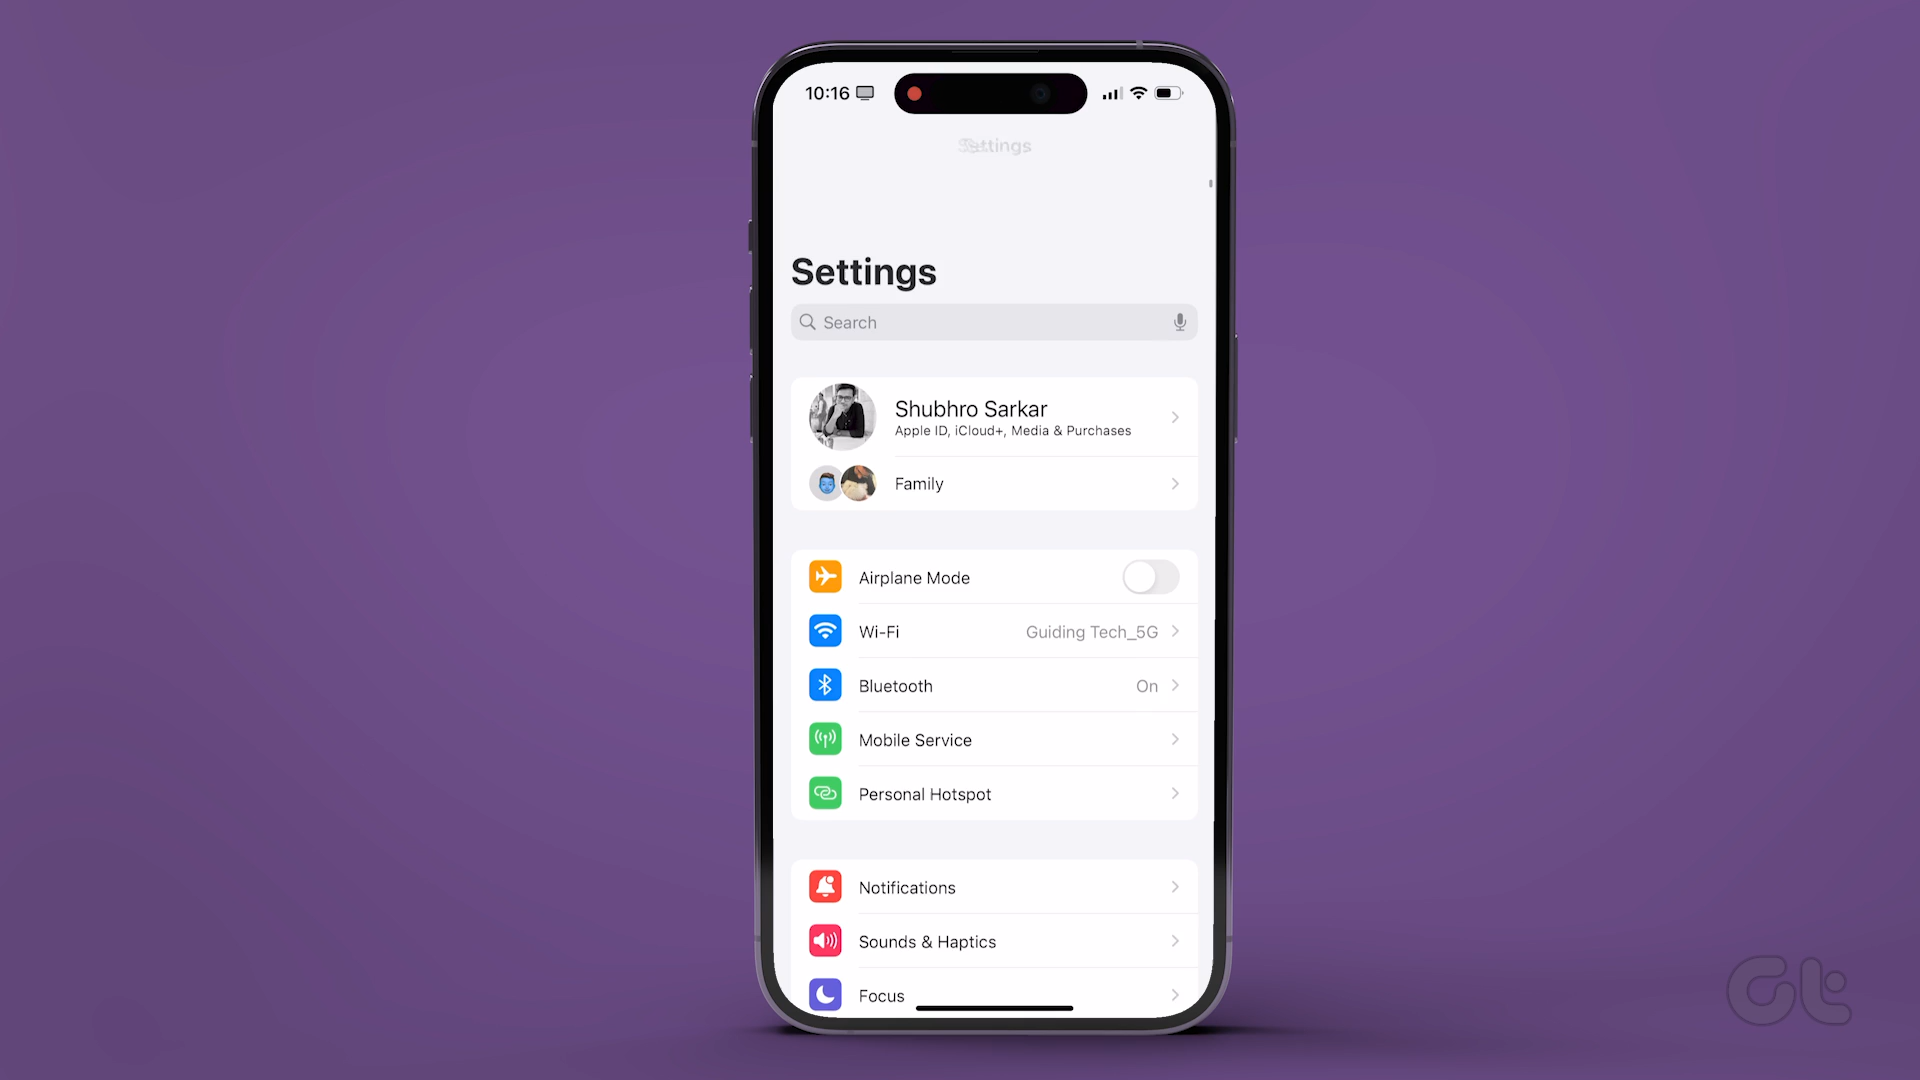 10:16
Settings
Settings
Search
Shubhro Sarkar
Apple ID, iCloud+, Media & Purchases
Family
Airplane Mode
Wi-Fi
Guiding Tech_5G
Bluetooth
On
Mobile Service
Personal Hotspot
Notifications
Sounds & Haptics
Focus
Gt